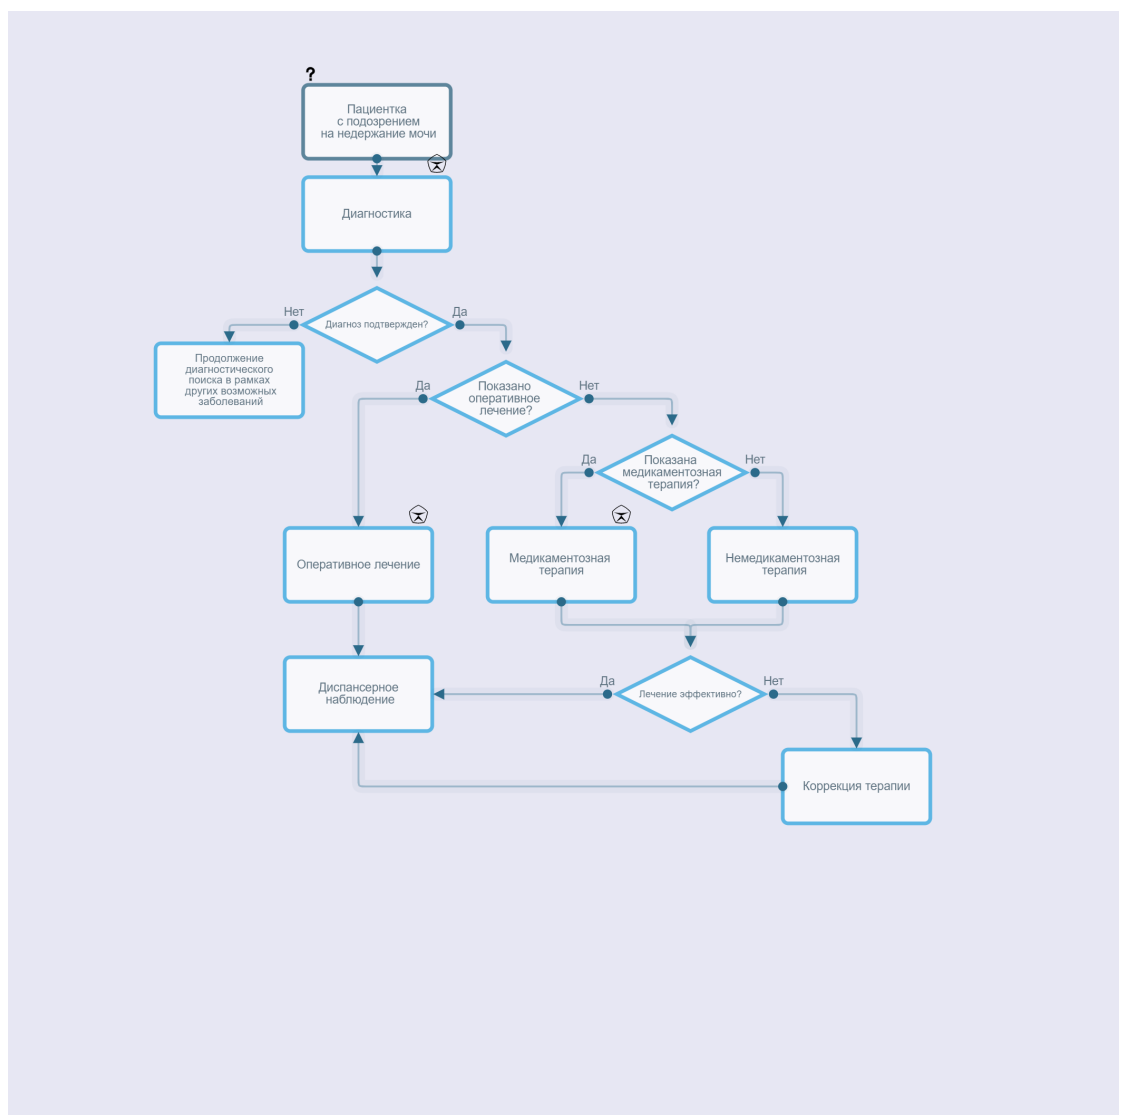 ?
Пациентка
с подозрением
на недержание мочи
Диагностика
Нет
Да
Диагноз подтвержден?
Продолжение
диагностического
поиска в рамках
других возможных
заболеваний
Да
Нет
Показано
оперативное
лечение?
Да
Нет
Показана
медикаментозная
терапия?
Оперативное лечение
Медикаментозная
терапия
Немедикаментозная
терапия
Диспансерное
наблюдение
Да
Нет
Лечение эффективно?
Коррекция терапии